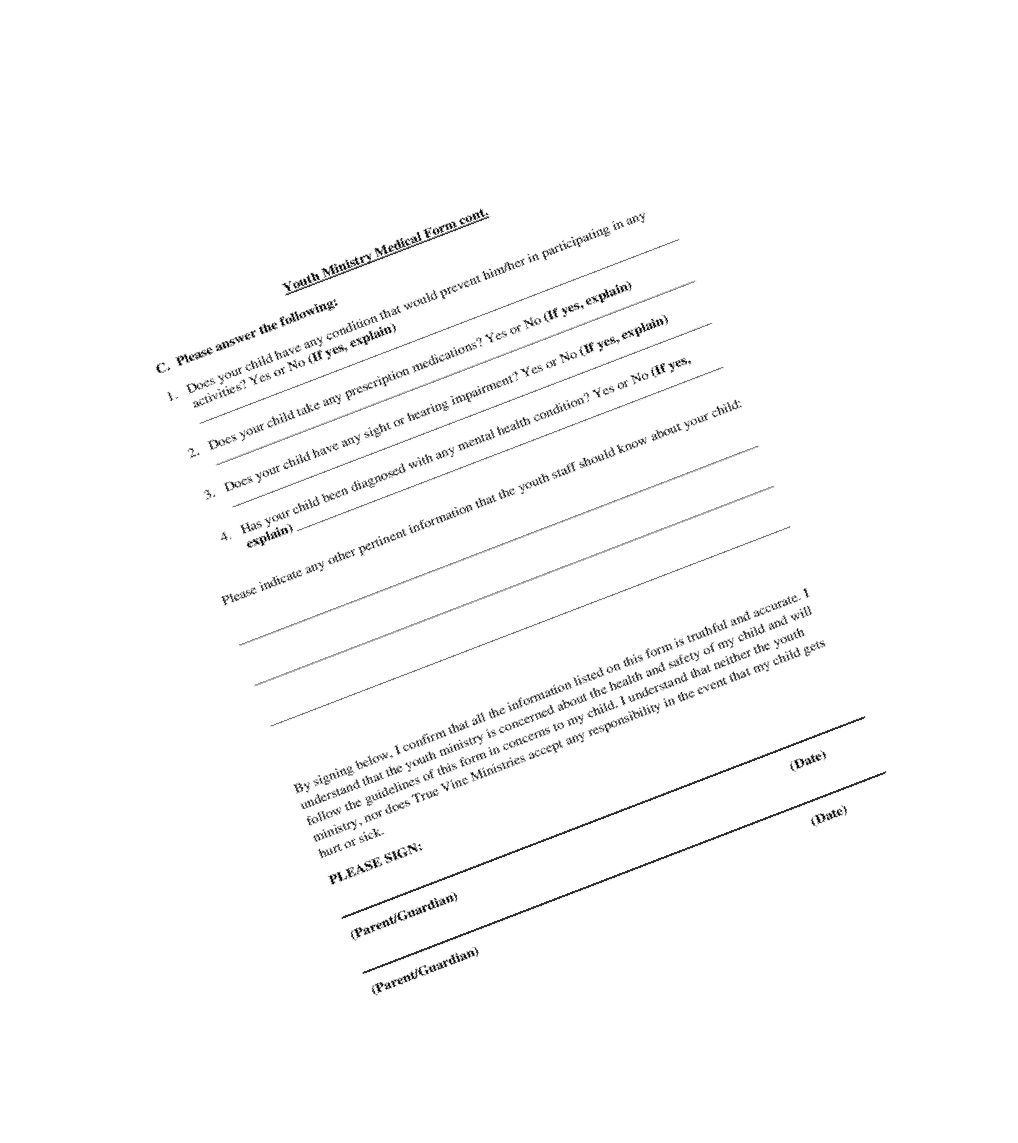 Youth Ministry Medical Form cont.
C. Please answer the following:
1. Does your child have any condition that would prevent him/her in participating in any
activities? Yes or No (If yes, explain)
2. Does your child take any prescription medications? Yes or No (If yes, explain)
3. Does your child have any sight or hearing impairment? Yes or No (If yes, explain)
4. Has your child been diagnosed with any mental health condition? Yes or No (If yes,
explain)
Please indicate any other pertinent information that the youth staff should know about your child:
By signing below, I confirm that all the information listed on this form is truthful and accurate. I
understand that the youth ministry is concerned about the health and safety of my child and will
follow the guidelines of this form in concerns to my child. I understand that neither the youth
ministry, nor does True Vine Ministries accept any responsibility in the event that my child gets
hurt or sick.
PLEASE SIGN:
(Parent/Guardian) (Date)
(Parent/Guardian) (Date)